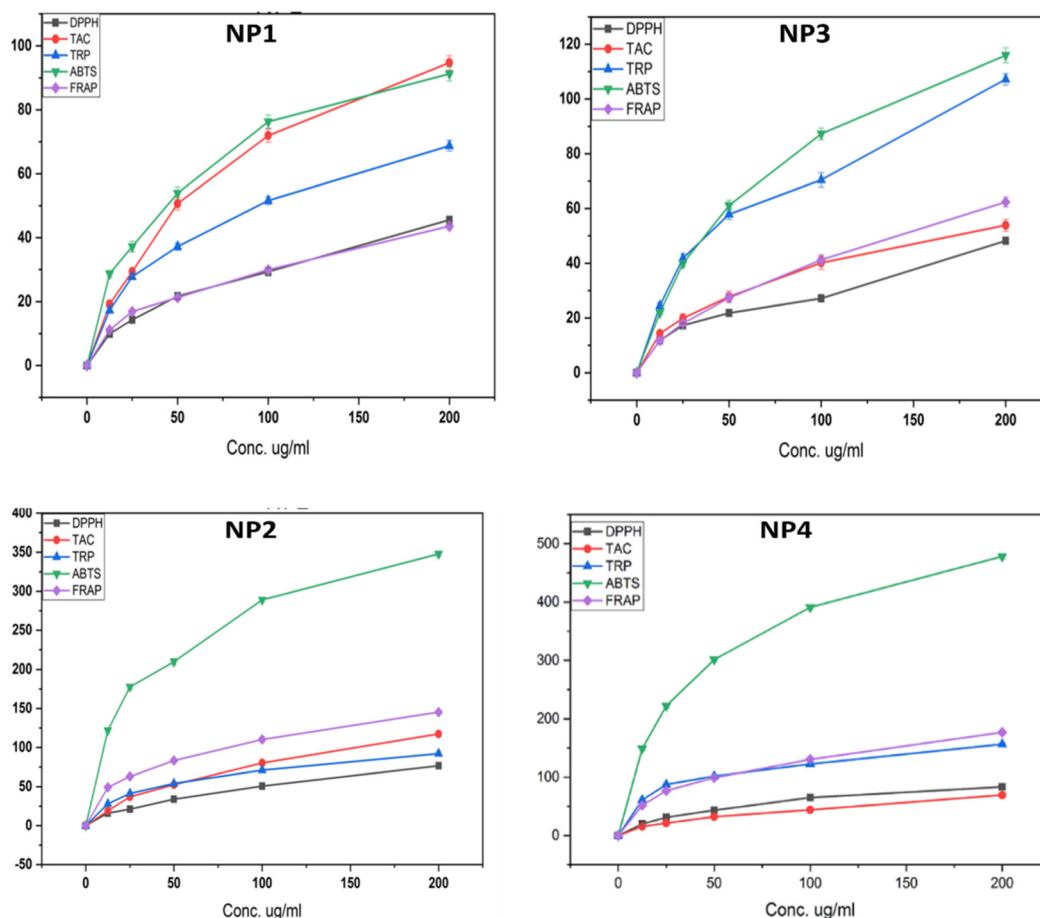 NP1
DPPH
TAC
TRP
ABTS
FRAP
100
80
60
40
20
0
0 50 100 150 200
Conc. ug/ml
NP3
DPPH
TAC
TRP
ABTS
FRAP
120
100
80
60
40
20
0
0 50 100 150 200
Conc. ug/ml
NP2
DPPH
TAC
TRP
ABTS
FRAP
400
350
300
250
200
150
100
50
0
-50
0 50 100 150 200
Conc. ug/ml
NP4
DPPH
TAC
TRP
ABTS
FRAP
500
400
300
200
100
0
0 50 100 150 200
Conc. ug/ml